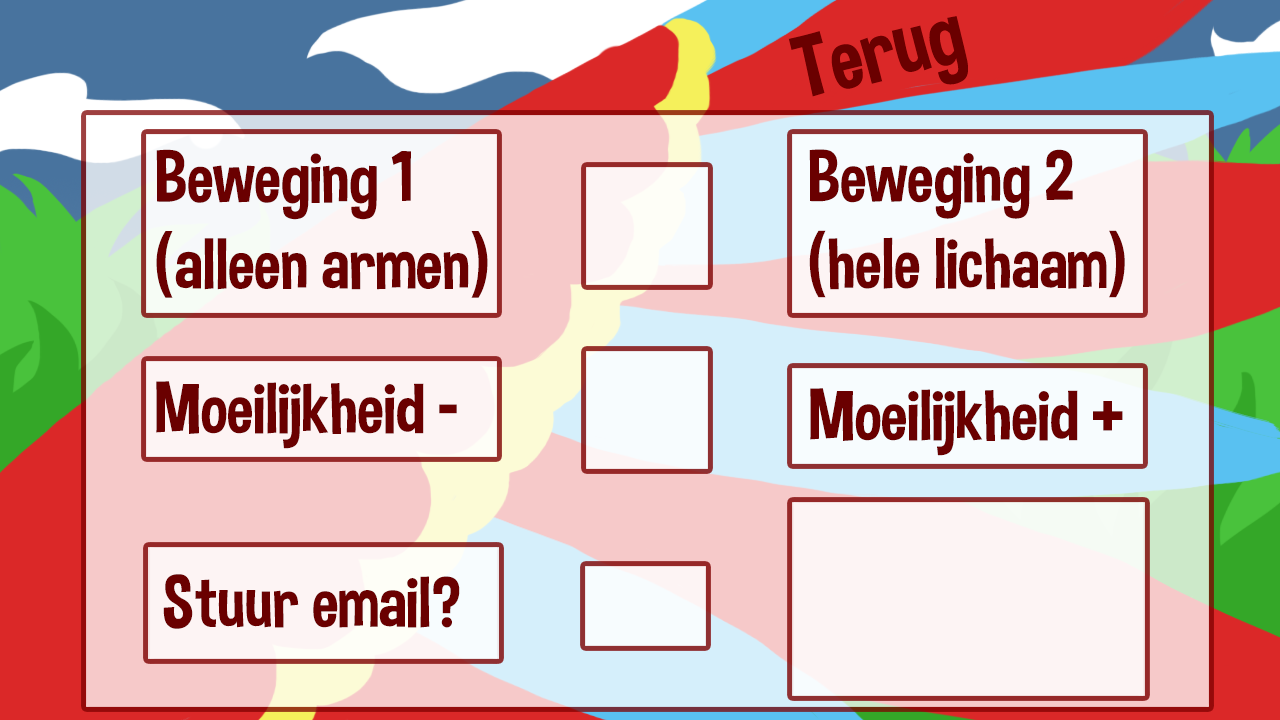 Terug
Beweging 1
(alleen armen)
Beweging 2
(hele lichaam)
Moeilijkheid -
Moeilijkheid +
Stuur email?